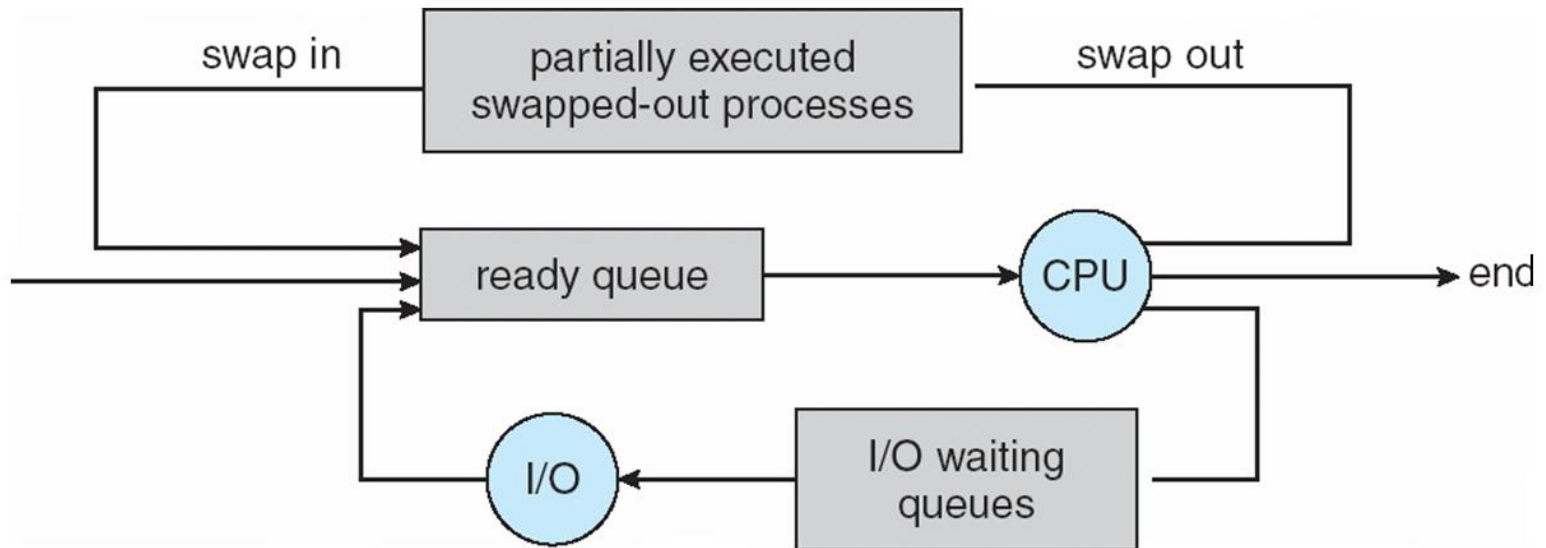 swap in
partially executed
swapped-out processes
swap out
ready queue
CPU
end
I/O
I/O waiting
queues